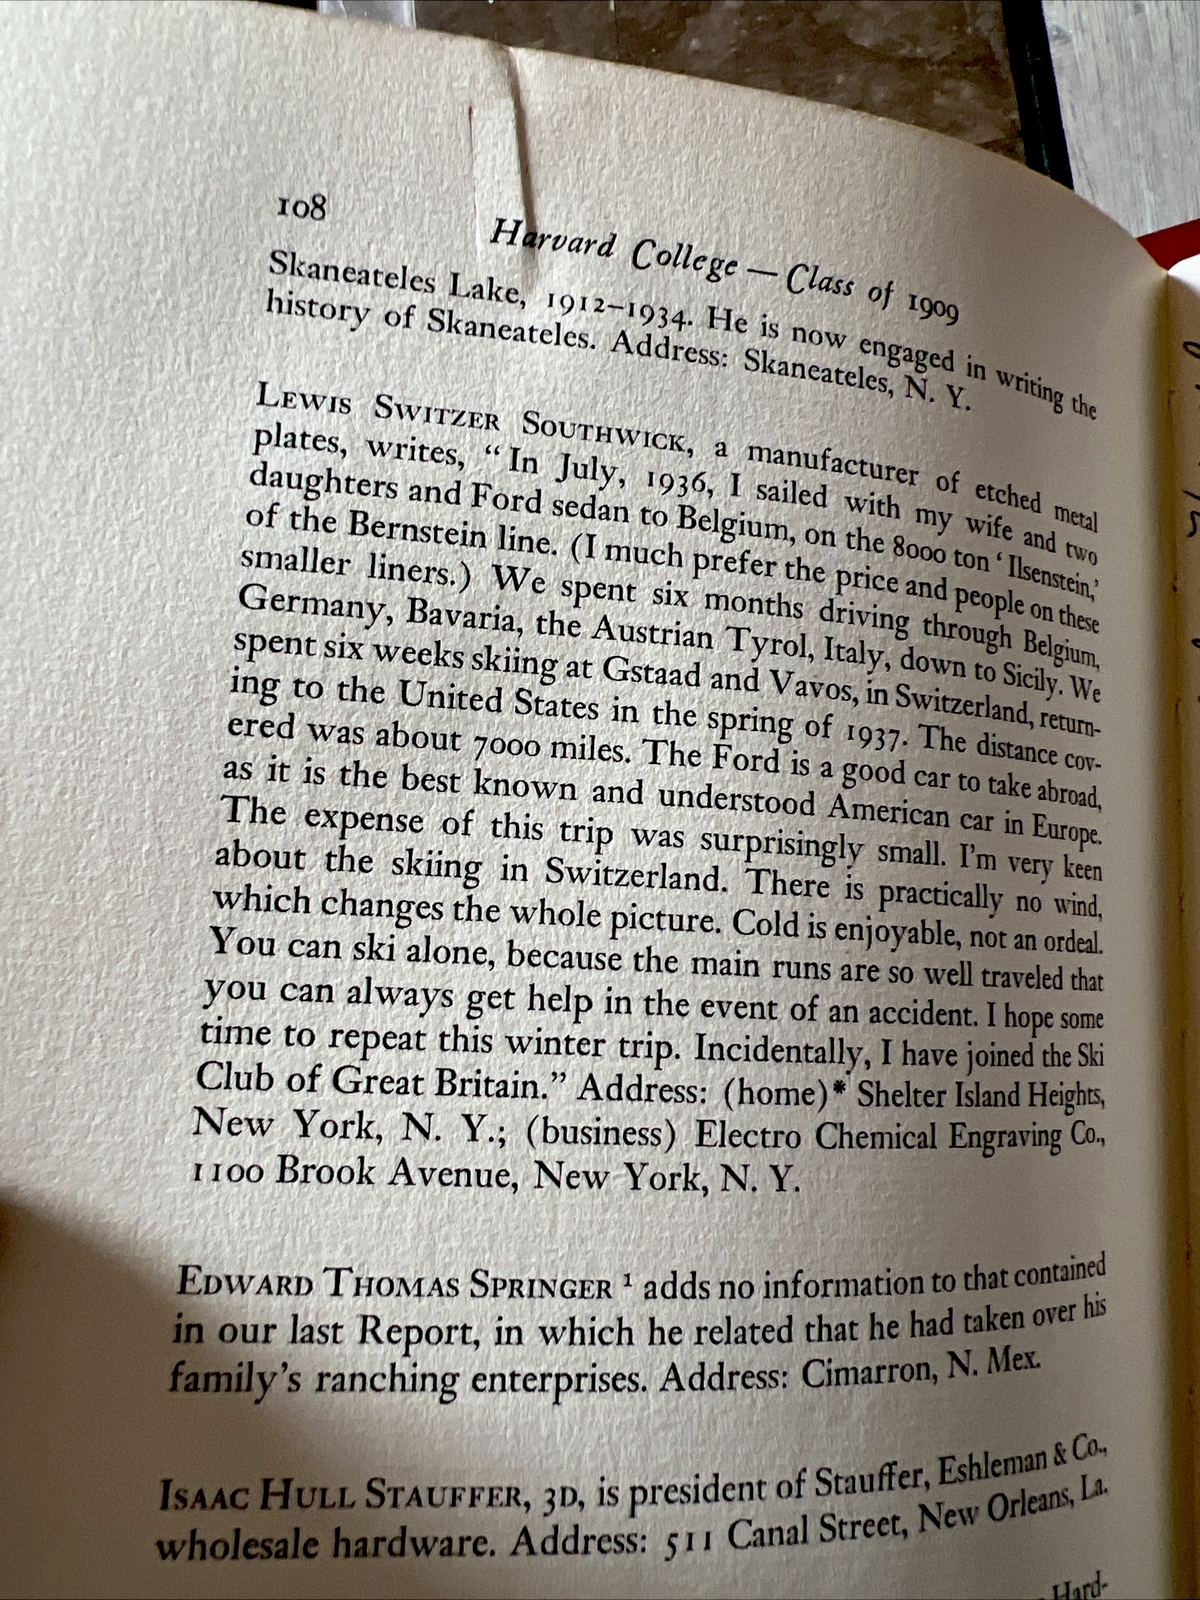 108
Harvard College — Class of 1909
Skaneateles Lake, 1912–1934. He is now engaged in writing the
history of Skaneateles. Address: Skaneateles, N. Y.
LEWIS SWITZER SOUTHWICK, a manufacturer of etched metal
plates, writes, “In July, 1936, I sailed with my wife and two
daughters and Ford sedan to Belgium, on the 8000 ton ‘Ilsenstein,’
of the Bernstein line. (I much prefer the price and people on these
smaller liners.) We spent six months driving through Belgium,
Germany, Bavaria, the Austrian Tyrol, Italy, down to Sicily. We
spent six weeks skiing at Gstaad and Vavos, in Switzerland, return-
ing to the United States in the spring of 1937. The distance cov-
ered was about 7000 miles. The Ford is a good car to take abroad,
as it is the best known and understood American car in Europe.
The expense of this trip was surprisingly small. I’m very keen
about the skiing in Switzerland. There is practically no wind,
which changes the whole picture. Cold is enjoyable, not an ordeal.
You can ski alone, because the main runs are so well traveled that
you can always get help in the event of an accident. I hope some
time to repeat this winter trip. Incidentally, I have joined the Ski
Club of Great Britain.” Address: (home)* Shelter Island Heights,
New York, N. Y.; (business) Electro Chemical Engraving Co.,
1100 Brook Avenue, New York, N. Y.
EDWARD THOMAS SPRINGER ¹ adds no information to that contained
in our last Report, in which he related that he had taken over his
family’s ranching enterprises. Address: Cimarron, N. Mex.
ISAAC HULL STAUFFER, 3D, is president of Stauffer, Eshleman & Co.,
wholesale hardware. Address: 511 Canal Street, New Orleans, La.
Hard-